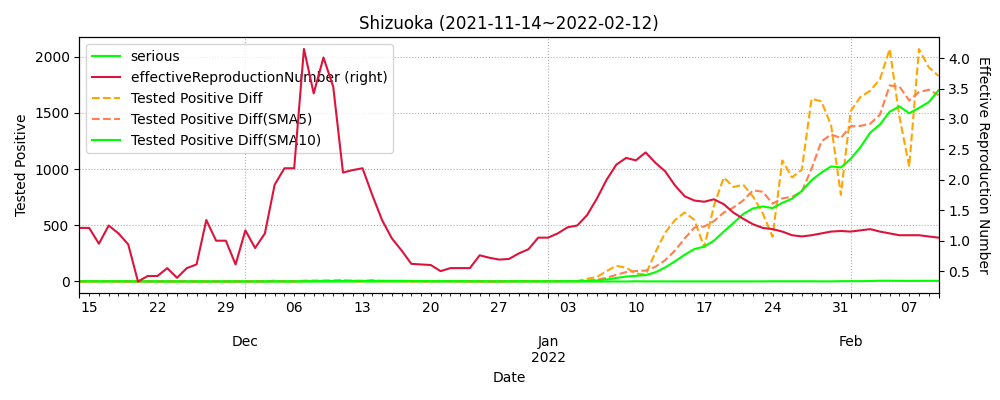 Shizuoka (2021-11-14~2022-02-12)
serious
effectiveReproductionNumber (right)
Tested Positive Diff
Tested Positive Diff(SMA5)
Tested Positive Diff(SMA10)
Tested Positive
2000
1500
1000
500
0
4.0
3.5
3.0
2.5
2.0
1.5
1.0
0.5
Effective Reproduction Number
15 22 29 06 13 20 27 03 10 17 24 31 07
Dec Jan Feb
2022
Date